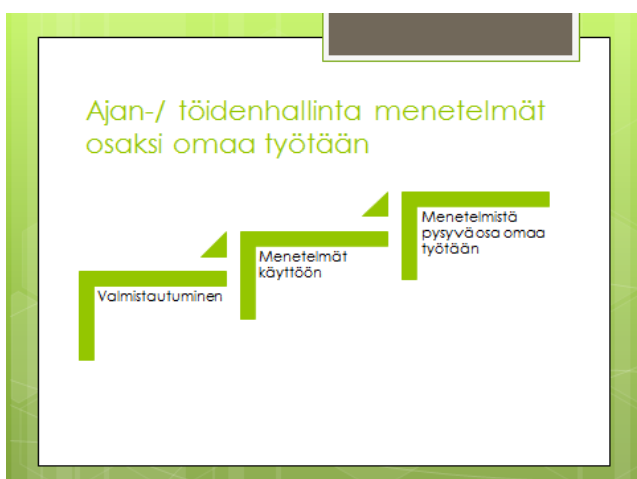 Ajan-/ töidenhallinta menetelmät
osaksi omaa työtään
Valmistautuminen
Menetelmät
käyttöön
Menetelmistä
pysyvä osa omaa
työtään